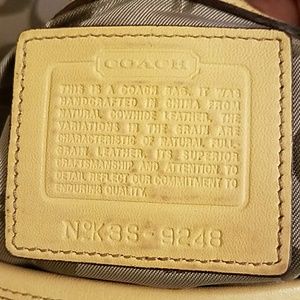 COACH
THIS IS A COACH BAG. IT WAS
HANDCRAFTED IN CHINA FROM
NATURAL COWHIDE LEATHER. THE
VARIATIONS IN THE GRAIN ARE
CHARACTERISTIC OF NATURAL FULL-
GRAIN LEATHER. ITS SUPERIOR
CRAFTSMANSHIP AND ATTENTION TO
DETAIL REFLECT OUR COMMITMENT TO
ENDURING QUALITY.
NºK3S-9248